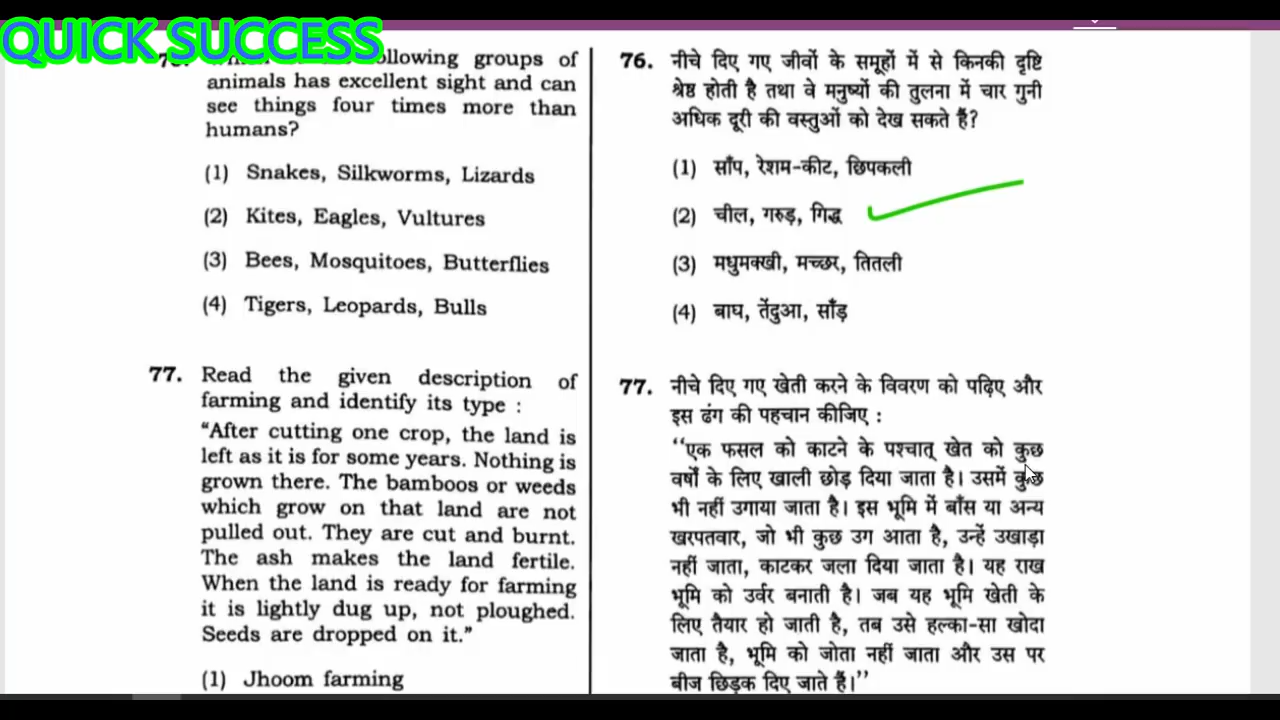 QUICK SUCCESS
following groups of
animals has excellent sight and can
see things four times more than
humans?
(1) Snakes, Silkworms, Lizards
(2) Kites, Eagles, Vultures
(3) Bees, Mosquitoes, Butterflies
(4) Tigers, Leopards, Bulls
77. Read the given description of
farming and identify its type :
“After cutting one crop, the land is
left as it is for some years. Nothing is
grown there. The bamboos or weeds
which grow on that land are not
pulled out. They are cut and burnt.
The ash makes the land fertile.
When the land is ready for farming
it is lightly dug up, not ploughed.
Seeds are dropped on it.”
(1) Jhoom farming
76. नीचे दिए गए जीवों के समूहों में से किनकी दृष्टि
श्रेष्ठ होती है तथा वे मनुष्यों की तुलना में चार गुनी
अधिक दूरी की वस्तुओं को देख सकते हैं?
(1) साँप, रेशम-कीट, छिपकली
(2) चील, गरुड़, गिद्ध
(3) मधुमक्खी, मच्छर, तितली
(4) बाघ, तेंदुआ, साँड़
77. नीचे दिए गए खेती करने के विवरण को पढ़िए और
इस ढंग की पहचान कीजिए :
‘‘एक फसल को काटने के पश्चात् खेत को कुछ
वर्षों के लिए खाली छोड़ दिया जाता है। उसमें कुछ
भी नहीं उगाया जाता है। इस भूमि में बाँस या अन्य
खरपतवार, जो भी कुछ उग आता है, उन्हें उखाड़ा
नहीं जाता, काटकर जला दिया जाता है। यह राख
भूमि को उर्वर बनाती है। जब यह भूमि खेती के
लिए तैयार हो जाती है, तब उसे हल्का-सा खोदा
जाता है, भूमि को जोता नहीं जाता और उस पर
बीज छिड़क दिए जाते हैं।’’